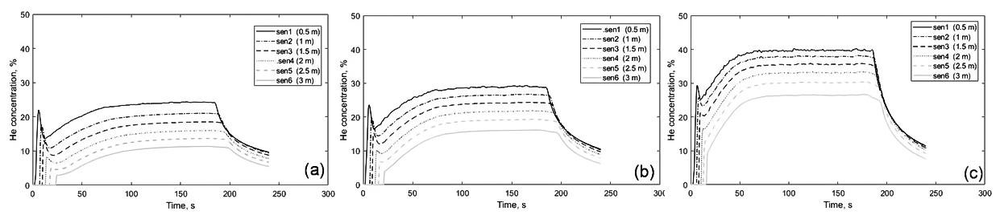 50
40
30
20
10
0
He concentration, %
sen1 (0.5 m)
sen2 (1 m)
sen3 (1.5 m)
.sen4 (2 m)
sen5 (2.5 m)
sen6 (3 m)
(a)
0 50 100 150 200 250 300
Time, s
50
40
30
20
10
0
He concentration, %
.sen1 (0.5 m)
sen2 (1 m)
sen3 (1.5 m)
sen4 (2 m)
sen5 (2.5 m)
sen6 (3 m)
(b)
0 50 100 150 200 250 300
Time, s
50
40
30
20
10
0
He concentration, %
sen1 (0.5 m)
sen2 (1 m)
sen3 (1.5 m)
sen4 (2 m)
sen5 (2.5 m)
sen6 (3 m)
(c)
0 50 100 150 200 250 300
Time, s